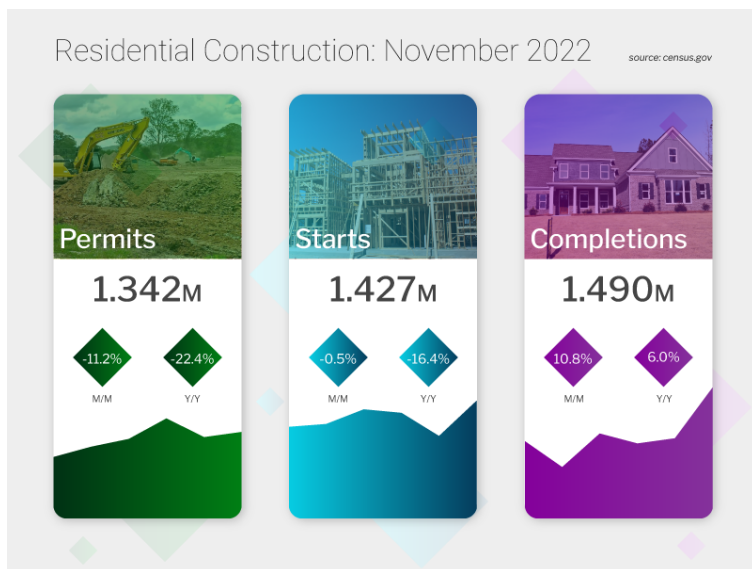 Residential Construction: November 2022
source: census.gov
Permits
1.342M
-11.2%
-22.4%
M/M
Y/Y
Starts
1.427M
-0.5%
-16.4%
M/M
Y/Y
Completions
1.490M
10.8%
6.0%
M/M
Y/Y